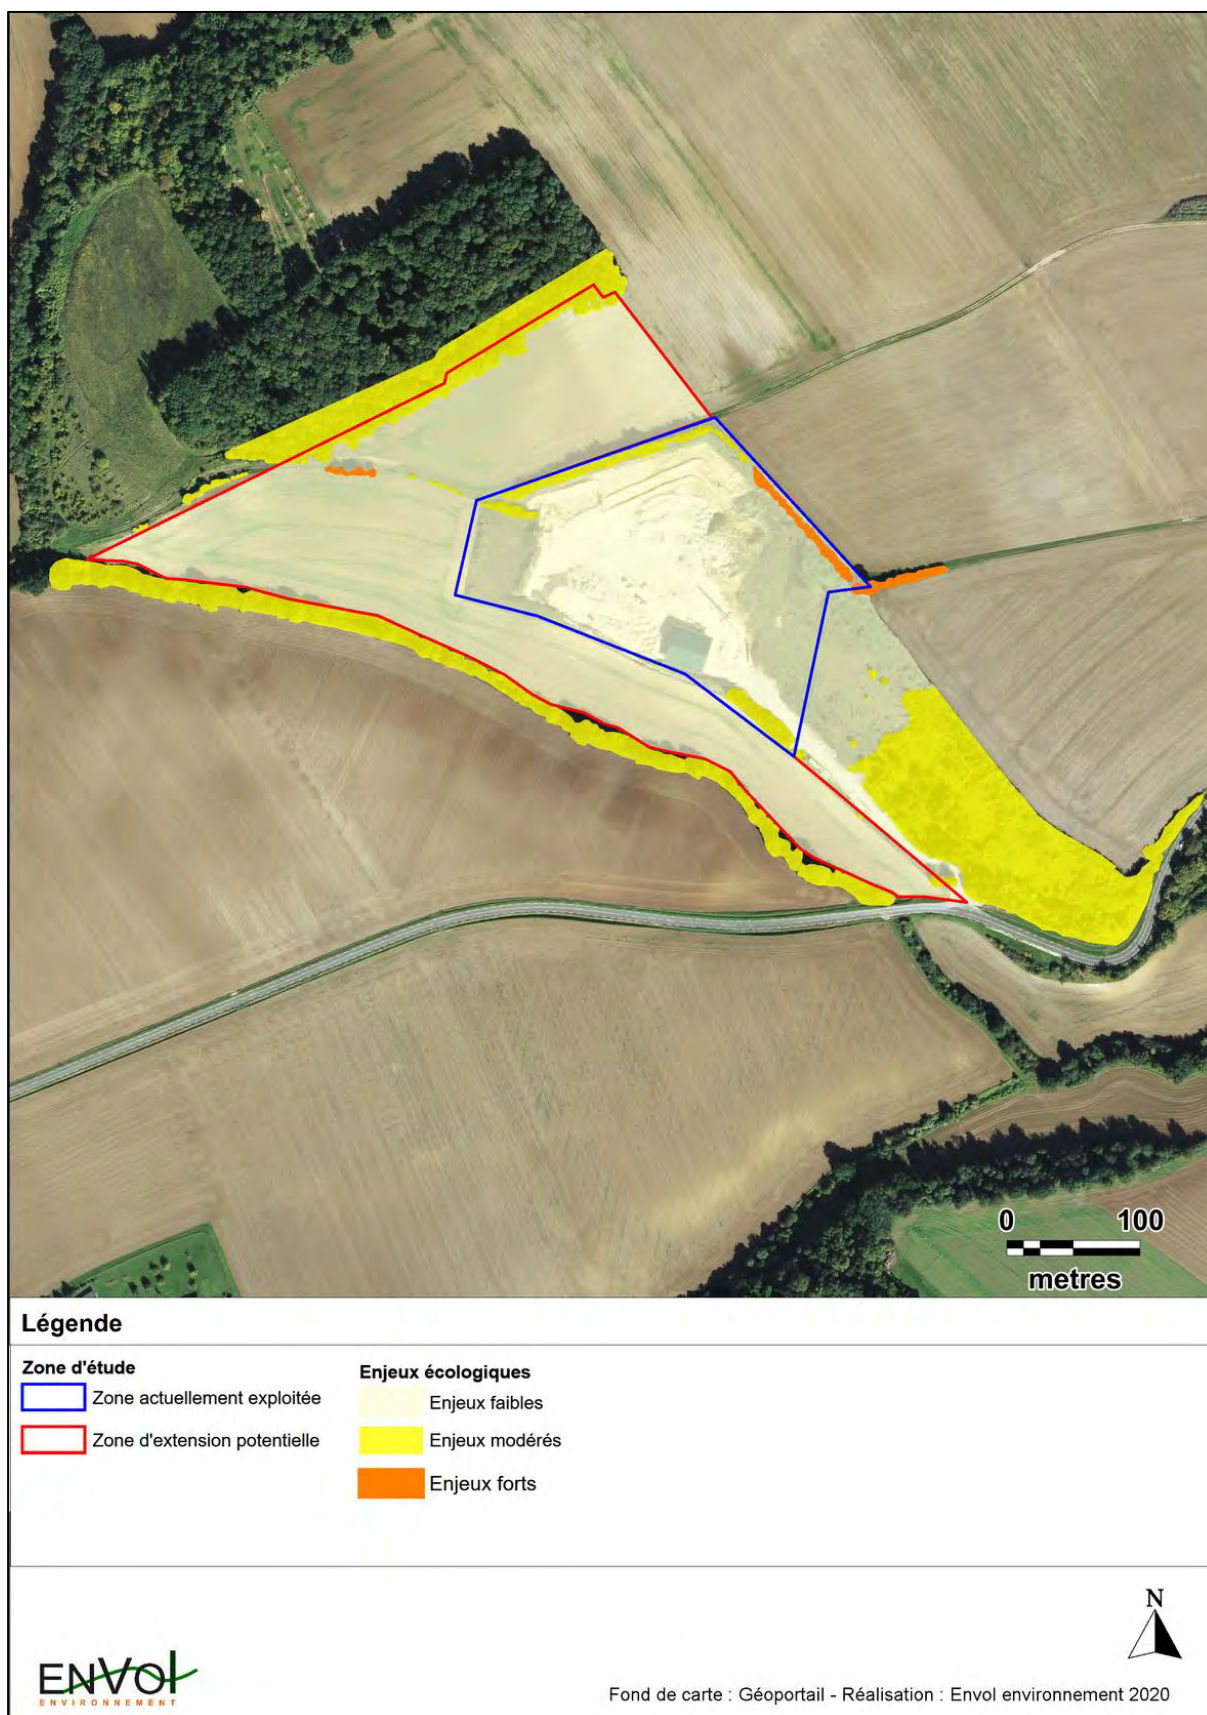 0 100
metres
Légende
Zone d'étude
Zone actuellement exploitée
Zone d'extension potentielle
Enjeux écologiques
Enjeux faibles
Enjeux modérés
Enjeux forts
N
ENVOl
ENVIRONNEMENT
Fond de carte : Géoportail - Réalisation : Envol environnement 2020